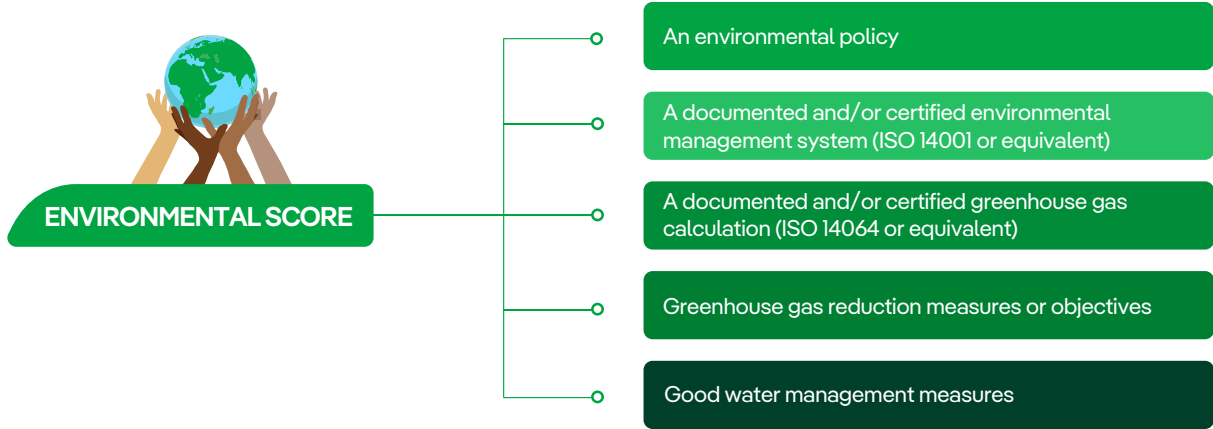 An environmental policy
A documented and/or certified environmental
management system (ISO 14001 or equivalent)
ENVIRONMENTAL SCORE
A documented and/or certified greenhouse gas
calculation (ISO 14064 or equivalent)
Greenhouse gas reduction measures or objectives
Good water management measures